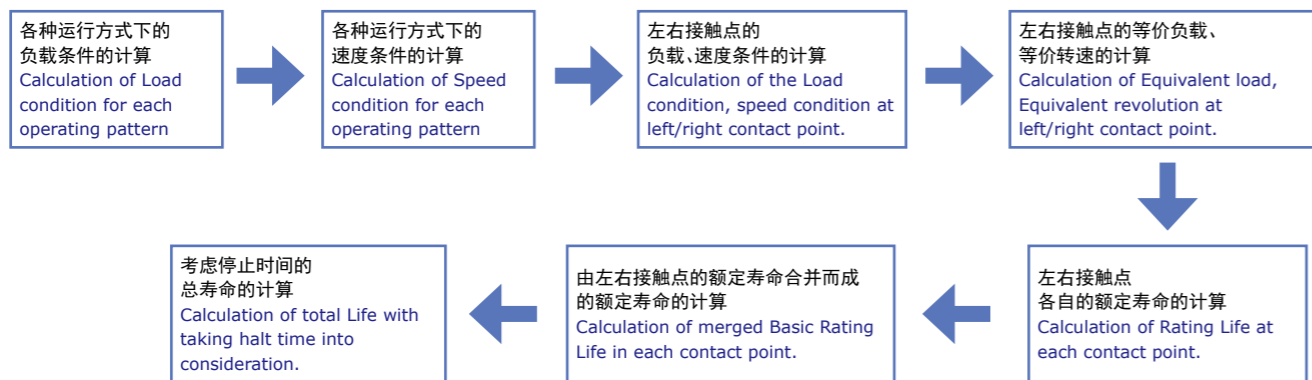 各种运行方式下的
负载条件的计算
Calculation of Load
condition for each
operating pattern
各种运行方式下的
速度条件的计算
Calculation of Speed
condition for each
operating pattern
左右接触点的
负载、速度条件的计算
Calculation of the Load
condition, speed condition at
left/right contact point.
左右接触点的等价负载、
等价转速的计算
Calculation of Equivalent load,
Equivalent revolution at
left/right contact point.
左右接触点
各自的额定寿命的计算
Calculation of Rating Life at
each contact point.
由左右接触点的额定寿命合并而成
的额定寿命的计算
Calculation of merged Basic Rating
Life in each contact point.
考虑停止时间的
总寿命的计算
Calculation of total Life with
taking halt time into
consideration.